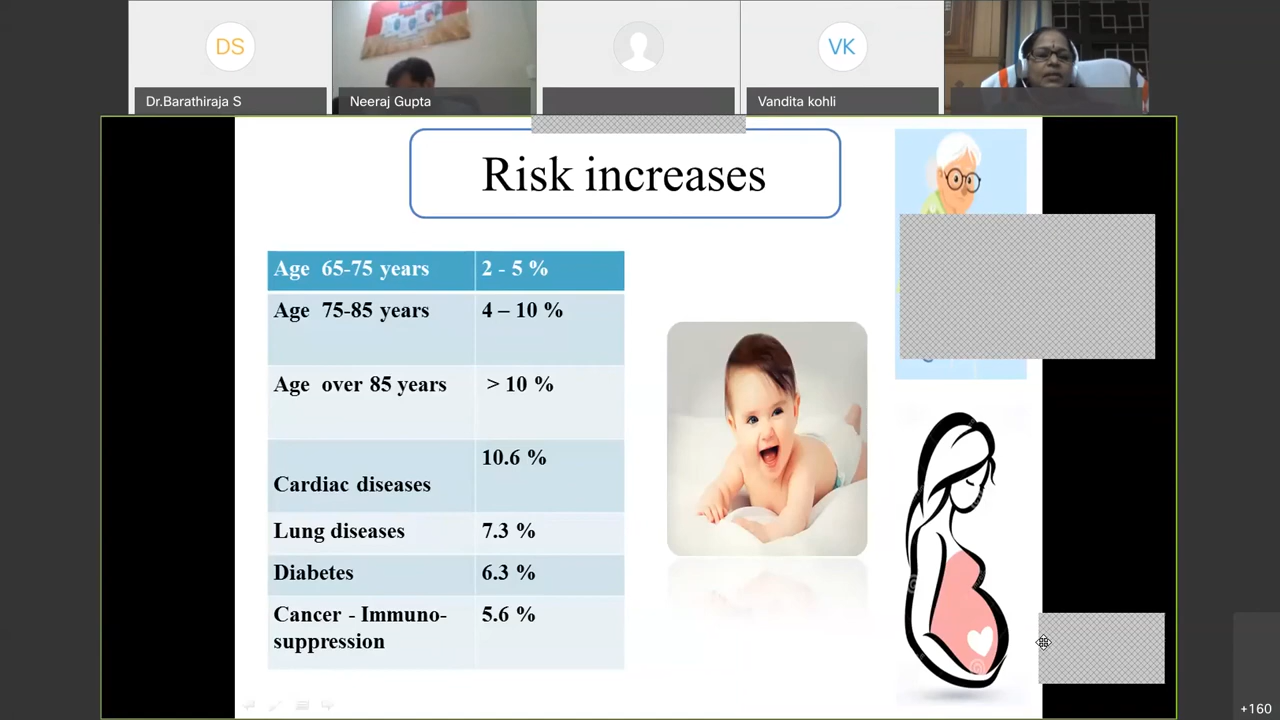 DS
VK
Dr.Barathiraja S
Neeraj Gupta
Vandita kohli
Risk increases
Age 65-75 years 2 - 5 %
Age 75-85 years 4 – 10 %
Age over 85 years > 10 %
Cardiac diseases 10.6 %
Lung diseases 7.3 %
Diabetes 6.3 %
Cancer - Immuno- 5.6 %
suppression
+160